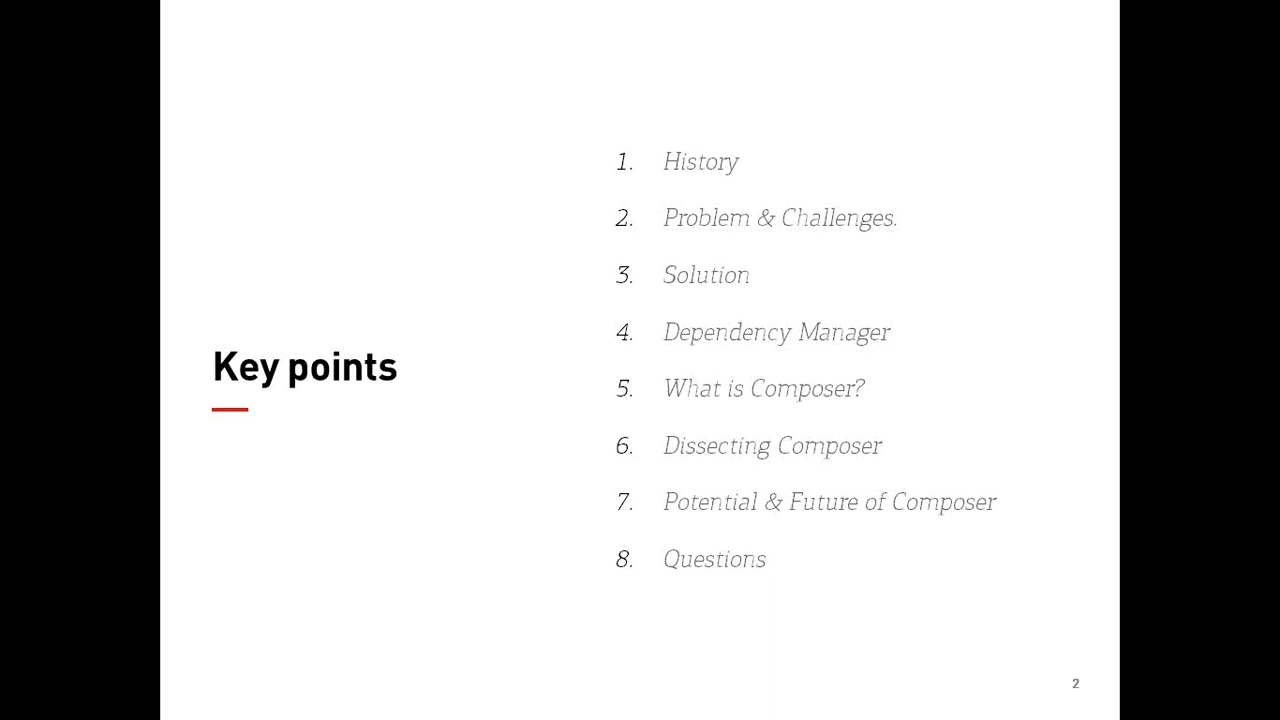 Key points
1. History
2. Problem & Challenges.
3. Solution
4. Dependency Manager
5. What is Composer?
6. Dissecting Composer
7. Potential & Future of Composer
8. Questions
2